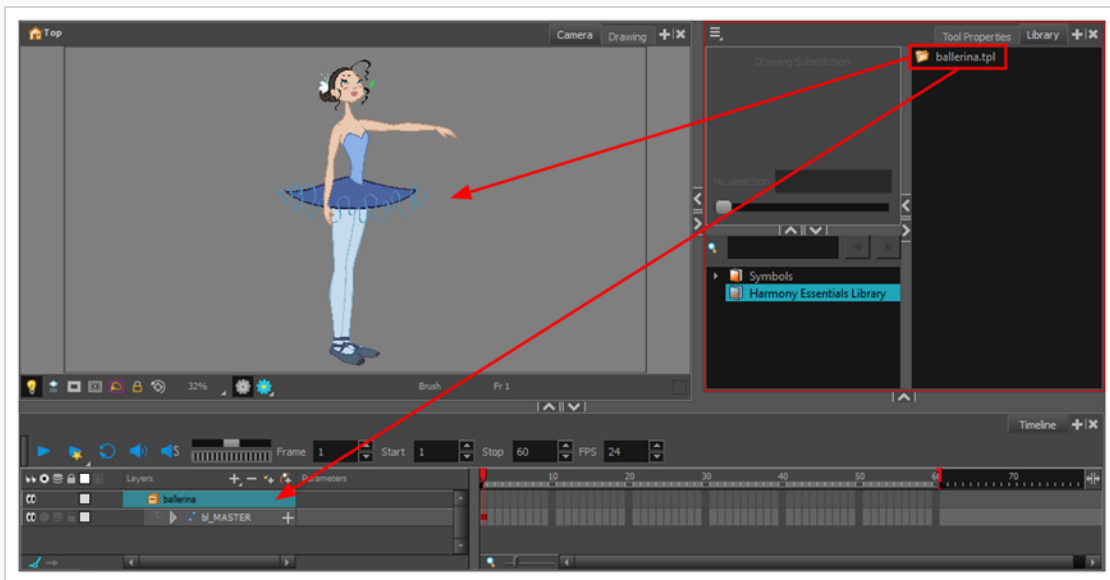 Top
Camera Drawing
Tool Properties Library
Drawing Substitution
ballerina.tpl
No selection
Symbols
Harmony Essentials Library
32% Brush Fr 1
Timeline
Frame 1 Start 1 Stop 60 FPS 24
Layers Parameters 10 20 30 40 50 60 70
ballerina
bl_MASTER